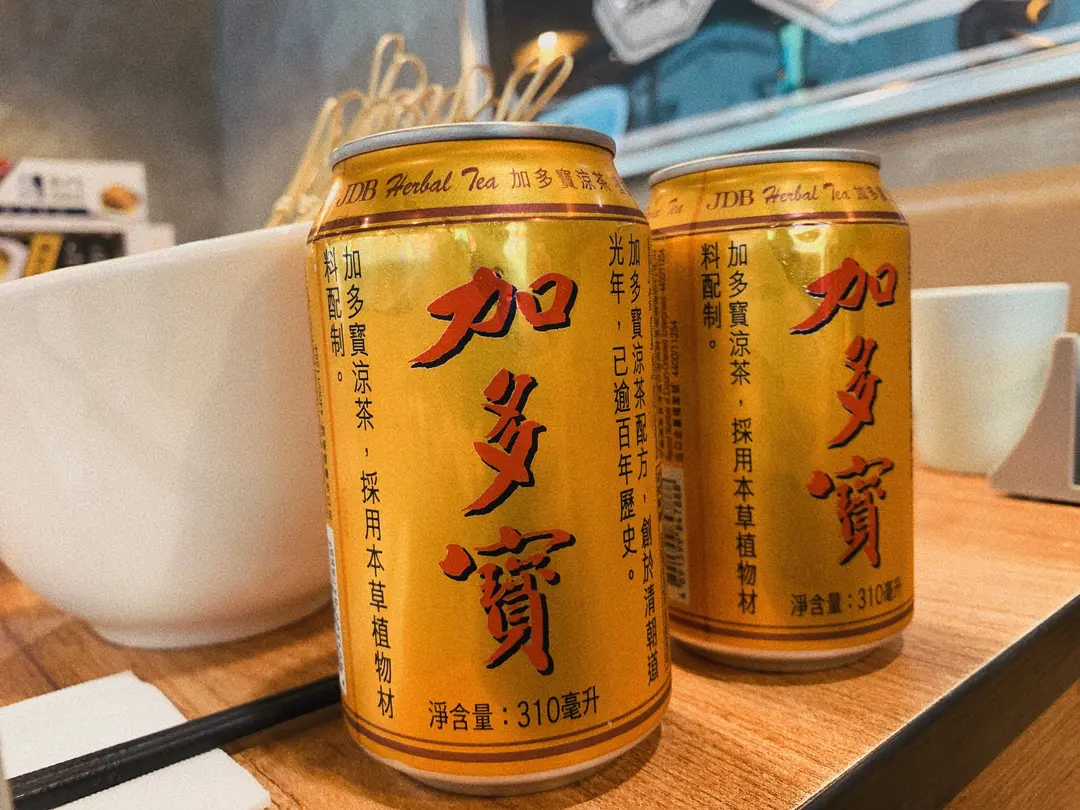 JDB Herbal Tea 加多寶涼茶
加多寶涼茶配方，創於清朝道
光年，已逾百年歷史。
加多寶
加多寶涼茶，採用本草植物材
料配制。
淨含量：310毫升
JDB Herbal Tea 加多
加多寶
加多寶涼茶，採用本草植物材
料配制。
淨含量：310毫升